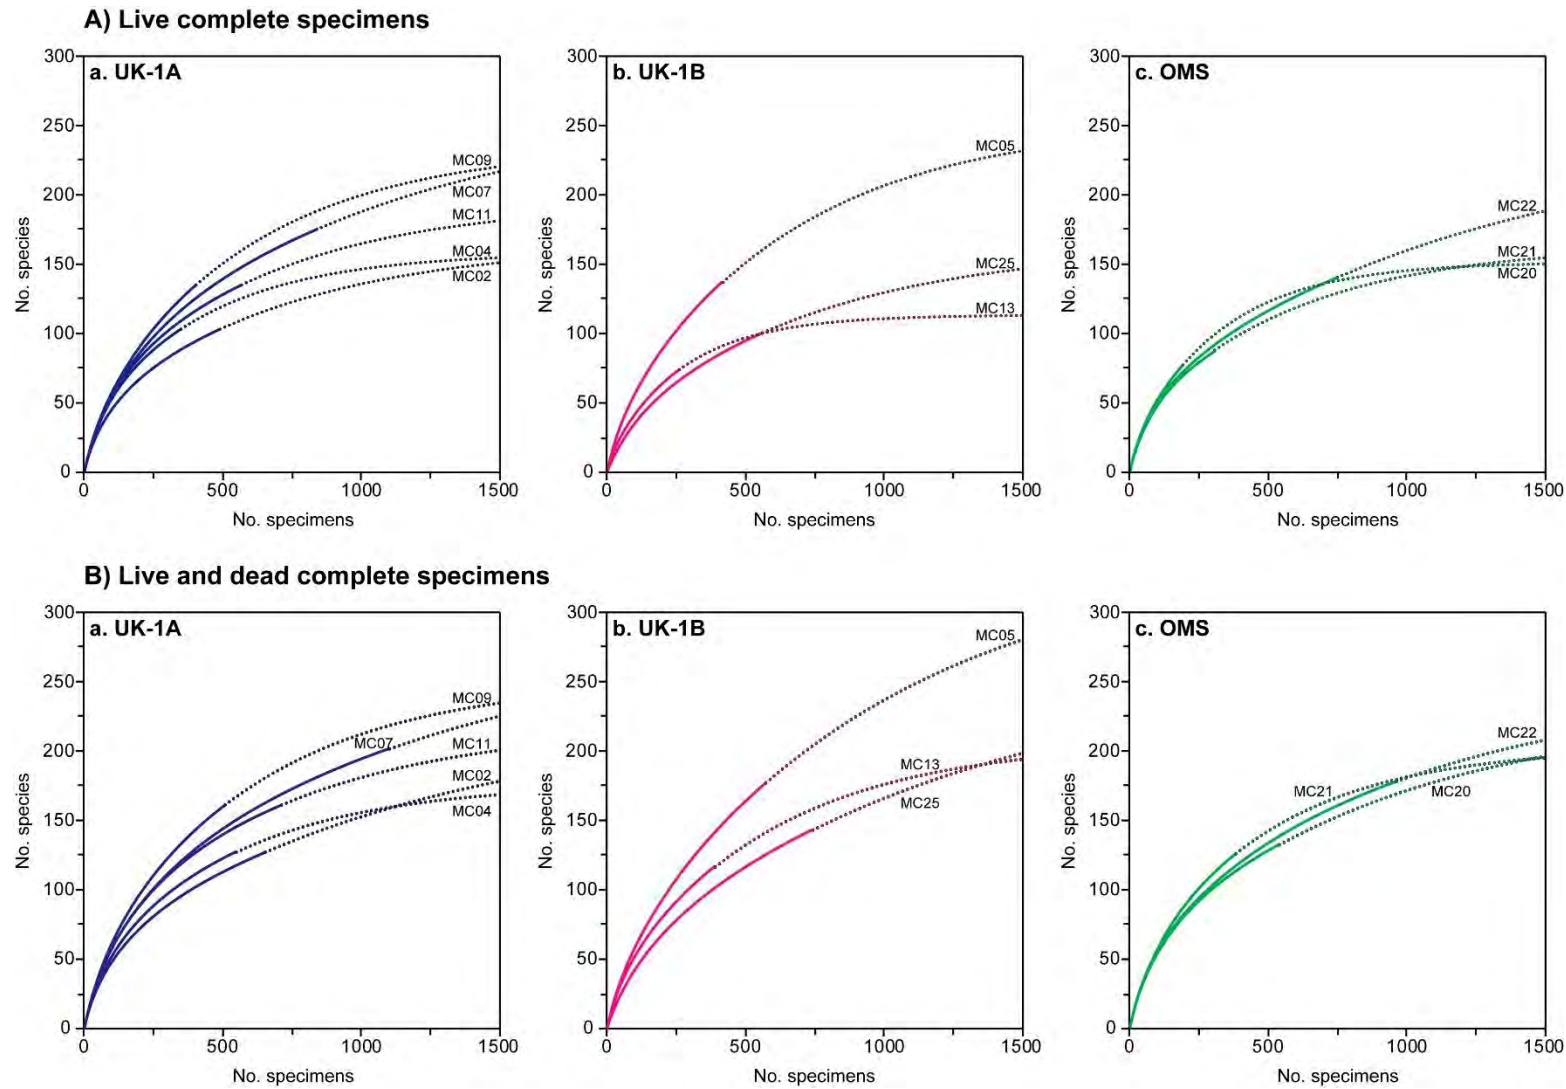 A) Live complete specimens
a. UK-1A
No. species
300
250
200
150
100
50
0
0 500 1000 1500
No. specimens
MC09
MC07
MC11
MC04
MC02
b. UK-1B
No. species
300
250
200
150
100
50
0
0 500 1000 1500
No. specimens
MC05
MC25
MC13
c. OMS
No. species
300
250
200
150
100
50
0
0 500 1000 1500
No. specimens
MC22
MC21
MC20
B) Live and dead complete specimens
a. UK-1A
No. species
300
250
200
150
100
50
0
0 500 1000 1500
No. specimens
MC09
MC07
MC11
MC02
MC04
b. UK-1B
No. species
300
250
200
150
100
50
0
0 500 1000 1500
No. specimens
MC05
MC13
MC25
c. OMS
No. species
300
250
200
150
100
50
0
0 500 1000 1500
No. specimens
MC22
MC21
MC20